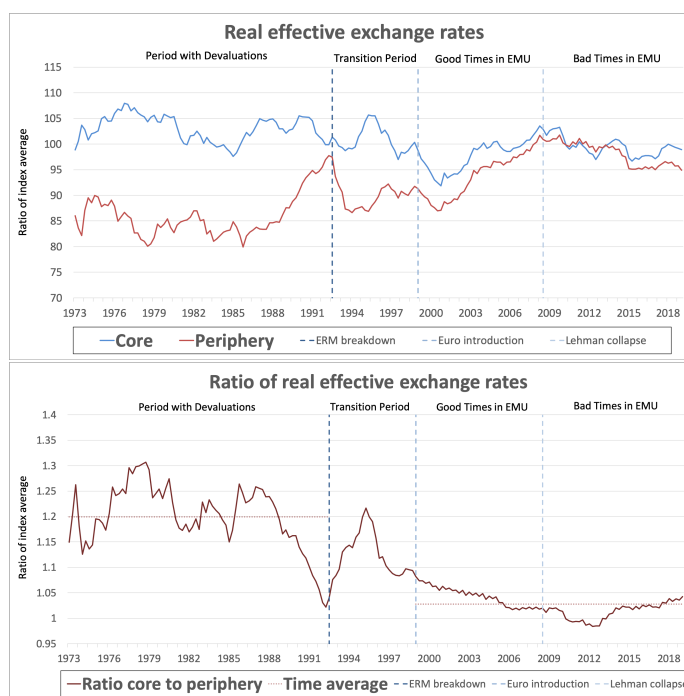 Real effective exchange rates
Period with Devaluations Transition Period Good Times in EMU Bad Times in EMU
Ratio of index average
115
110
105
100
95
90
85
80
75
70
1973 1976 1979 1982 1985 1988 1991 1994 1997 2000 2003 2006 2009 2012 2015 2018
Core Periphery ERM breakdown Euro introduction Lehman collapse
Ratio of real effective exchange rates
Period with Devaluations Transition Period Good Times in EMU Bad Times in EMU
Ratio of index average
1.4
1.35
1.3
1.25
1.2
1.15
1.1
1.05
1
0.95
1973 1976 1979 1982 1985 1988 1991 1994 1997 2000 2003 2006 2009 2012 2015 2018
Ratio core to periphery Time average ERM breakdown Euro introduction Lehman collapse